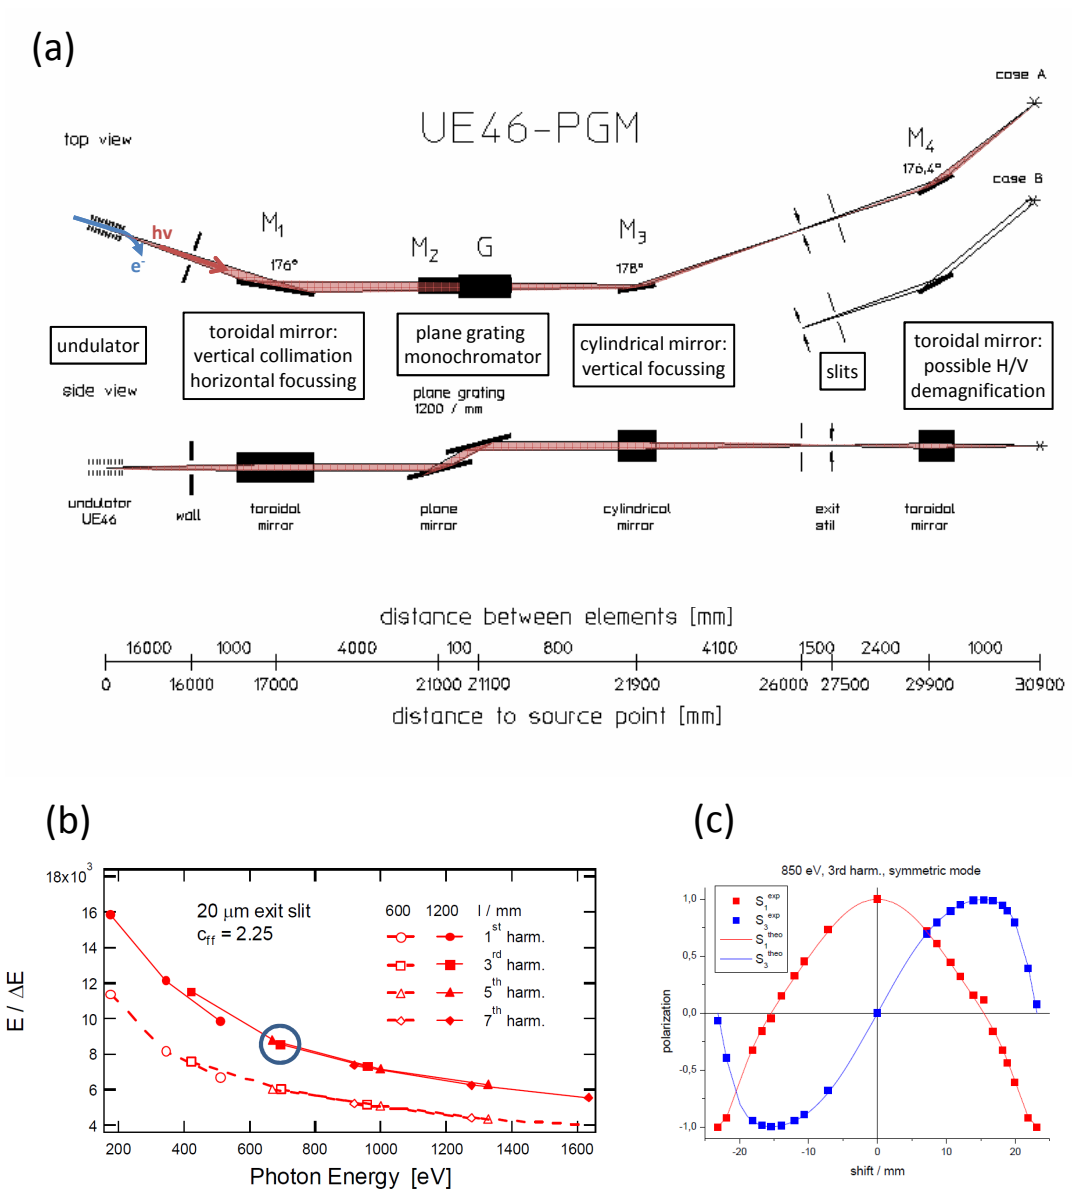 (a)
UE46-PGM
top view
case A
case B
M4
176,4°
hν
e-
M1
176°
M2
G
M3
178°
undulator
toroidal mirror:
vertical collimation
horizontal focussing
plane grating
monochromator
cylindrical mirror:
vertical focussing
slits
toroidal mirror:
possible H/V
demagnification
side view
plane grating
1200 / mm
undulator
UE46
wall
toroidal
mirror
plane
mirror
cylindrical
mirror
exit
stil
toroidal
mirror
distance between elements [mm]
16000 1000 4000 100 800 4100 1500 2400 1000
0 16000 17000 21000 21100 21900 26000 27500 29900 30900
distance to source point [mm]
(b)
18x10³
16
14
12
10
8
6
4
E / ΔE
20 μm exit slit
cff = 2.25
600 1200 l / mm
1st harm.
3rd harm.
5th harm.
7th harm.
200 400 600 800 1000 1200 1400 1600
Photon Energy [eV]
(c)
850 eV, 3rd harm., symmetric mode
1,0
0,5
0,0
-0,5
-1,0
polarization
S1exp
S3exp
S1theo
S3theo
-20 -10 0 10 20
shift / mm